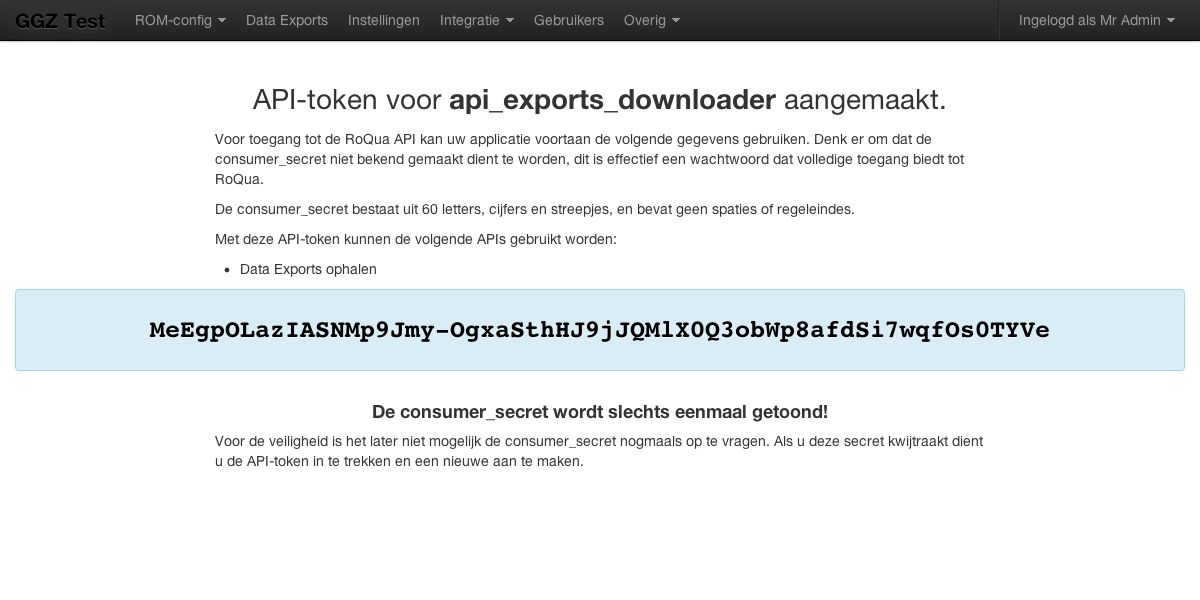 GGZ Test ROM-config Data Exports Instellingen Integratie Gebruikers Overig Ingelogd als Mr Admin
API-token voor api_exports_downloader aangemaakt.
Voor toegang tot de RoQua API kan uw applicatie voortaan de volgende gegevens gebruiken. Denk er om dat de
consumer_secret niet bekend gemaakt dient te worden, dit is effectief een wachtwoord dat volledige toegang biedt tot
RoQua.
De consumer_secret bestaat uit 60 letters, cijfers en streepjes, en bevat geen spaties of regeleindes.
Met deze API-token kunnen de volgende APIs gebruikt worden:
• Data Exports ophalen
MeEgpOLazIASNMp9Jmy-OgxaSthHJ9jJQMlX0Q3obWp8afdSi7wqfOs0TYVe
De consumer_secret wordt slechts eenmaal getoond!
Voor de veiligheid is het later niet mogelijk de consumer_secret nogmaals op te vragen. Als u deze secret kwijtraakt dient
u de API-token in te trekken en een nieuwe aan te maken.